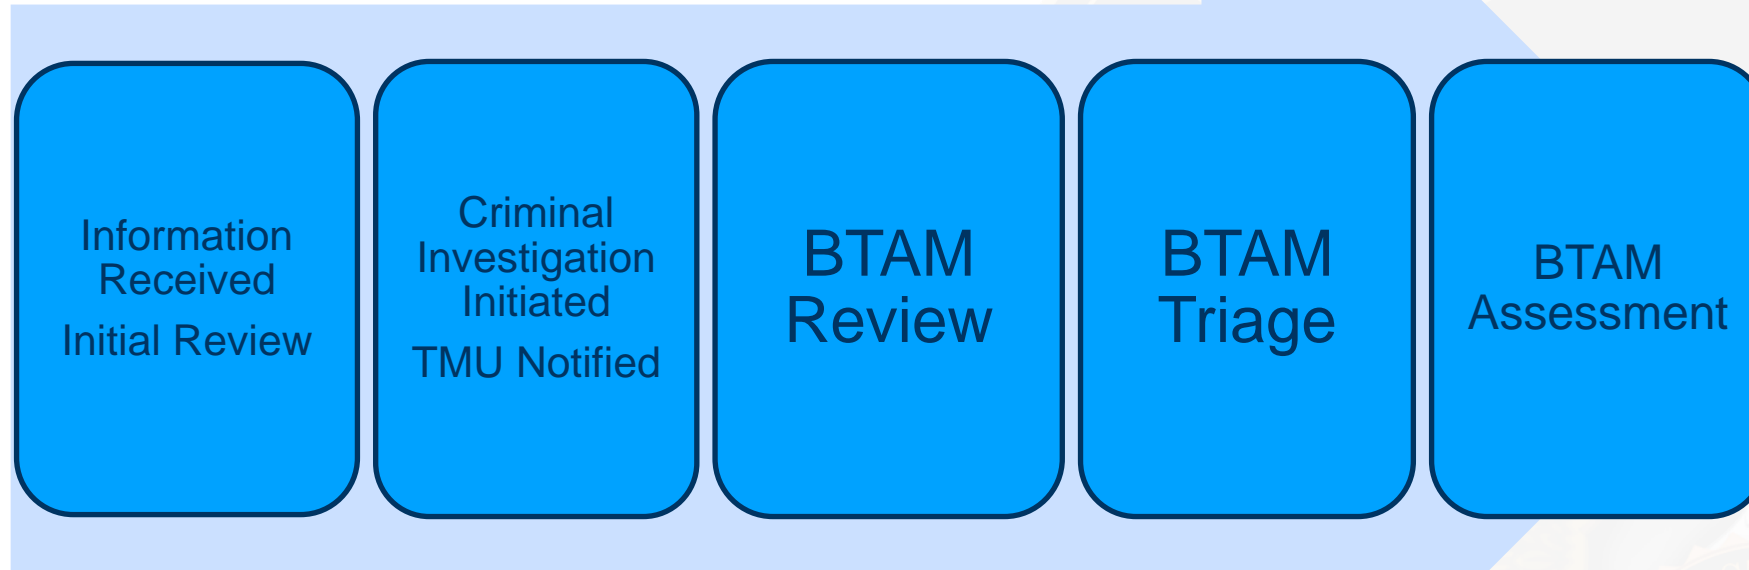 Information
Received
Initial Review
Criminal
Investigation
Initiated
TMU Notified
BTAM
Review
BTAM
Triage
BTAM
Assessment